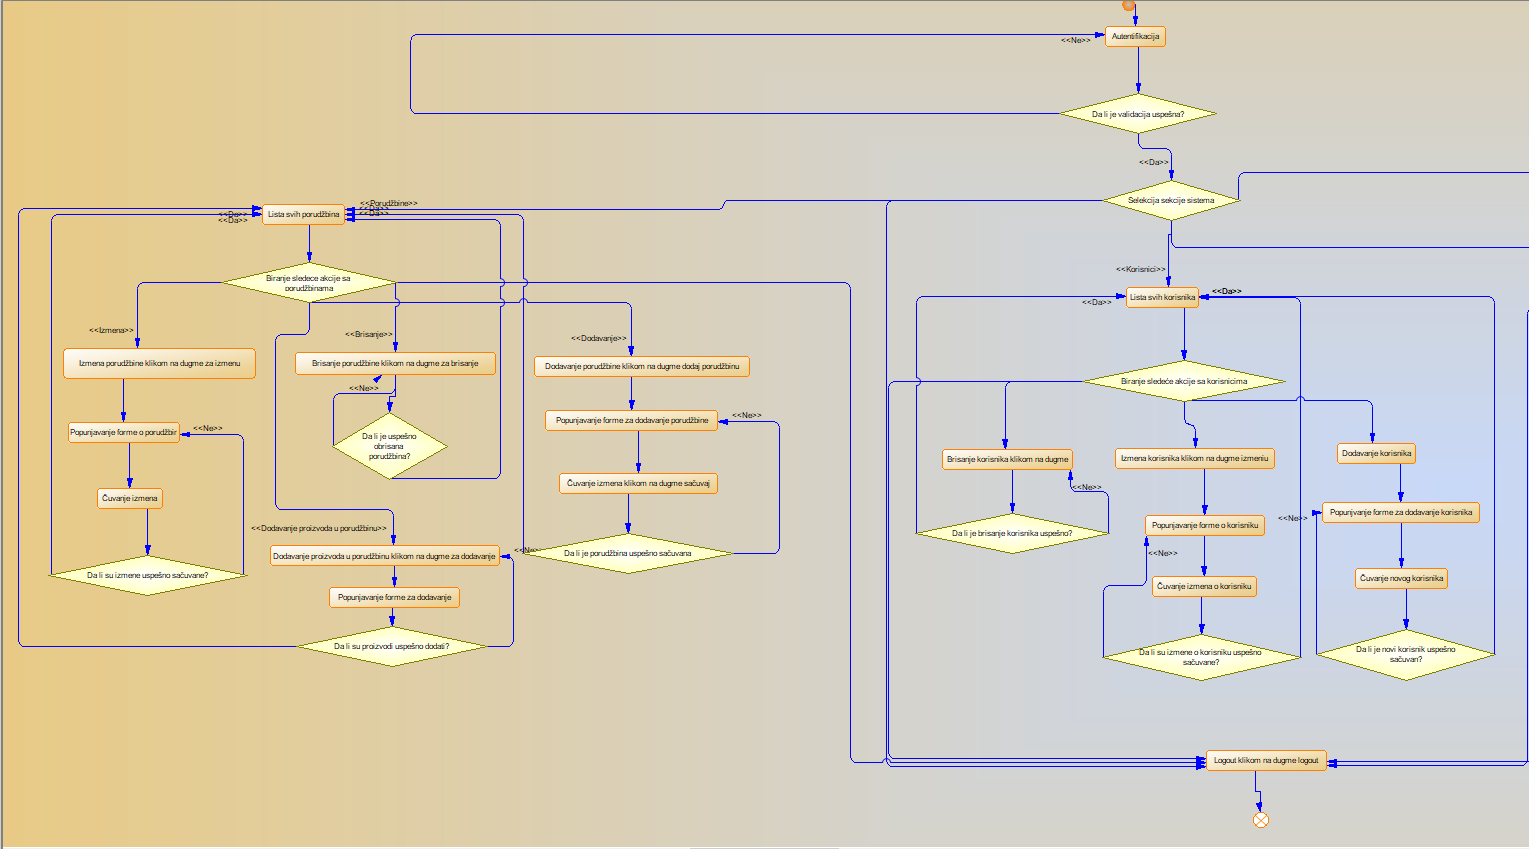 Autentifikacija
<<Ne>>
Da li je validacija uspešna?
<<Da>>
Selekcija sekcije sistema
<<Porudžbine>>
<<Da>>
<<Da>>
Lista svih porudžbina
<<Da>>
<<Da>>
Biranje sledece akcije sa
porudžbinama
<<Izmena>>
<<Brisanje>>
<<Dodavanje>>
Izmena porudžbine klikom na dugme za izmenu
Brisanje porudžbine klikom na dugme za brisanje
Dodavanje porudžbine klikom na dugme dodaj porudžbinu
<<Ne>>
Popunjavanje forme o porudžbir
<<Ne>>
Da li je uspešno
obrisana
porudžbina?
Popunjavanje forme za dodavanje porudžbine
<<Ne>>
Čuvanje izmena
Čuvanje izmena klikom na dugme sačuvaj
<<Dodavanje proizvoda u porudžbinu>>
Dodavanje proizvoda u porudžbinu klikom na dugme za dodavanje
<<Ne>>
Da li je porudžbina uspešno sačuvana
Da li su izmene uspešno sačuvane?
Popunjavanje forme za dodavanje
Da li su proizvodi uspešno dodati?
<<Korisnici>>
<<Da>>
Lista svih korisnika
<<Da>>
Biranje sledeće akcije sa korisnicima
Brisanje korisnika klikom na dugme
Izmena korisnika klikom na dugme izmeniu
Dodavanje korisnika
<<Ne>>
Popunjavanje forme o korisniku
<<Ne>>
Popunjvanje forme za dodavanje korisnika
Da li je brisanje korisnika uspešno?
<<Ne>>
Čuvanje izmena o korisniku
Čuvanje novog korisnika
Da li su izmene o korisniku uspešno
sačuvane?
Da li je novi korisnik uspešno
sačuvan?
Logout klikom na dugme logout